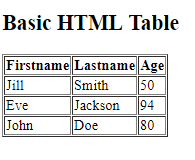 Basic HTML Table
Firstname Lastname Age
Jill Smith 50
Eve Jackson 94
John Doe 80